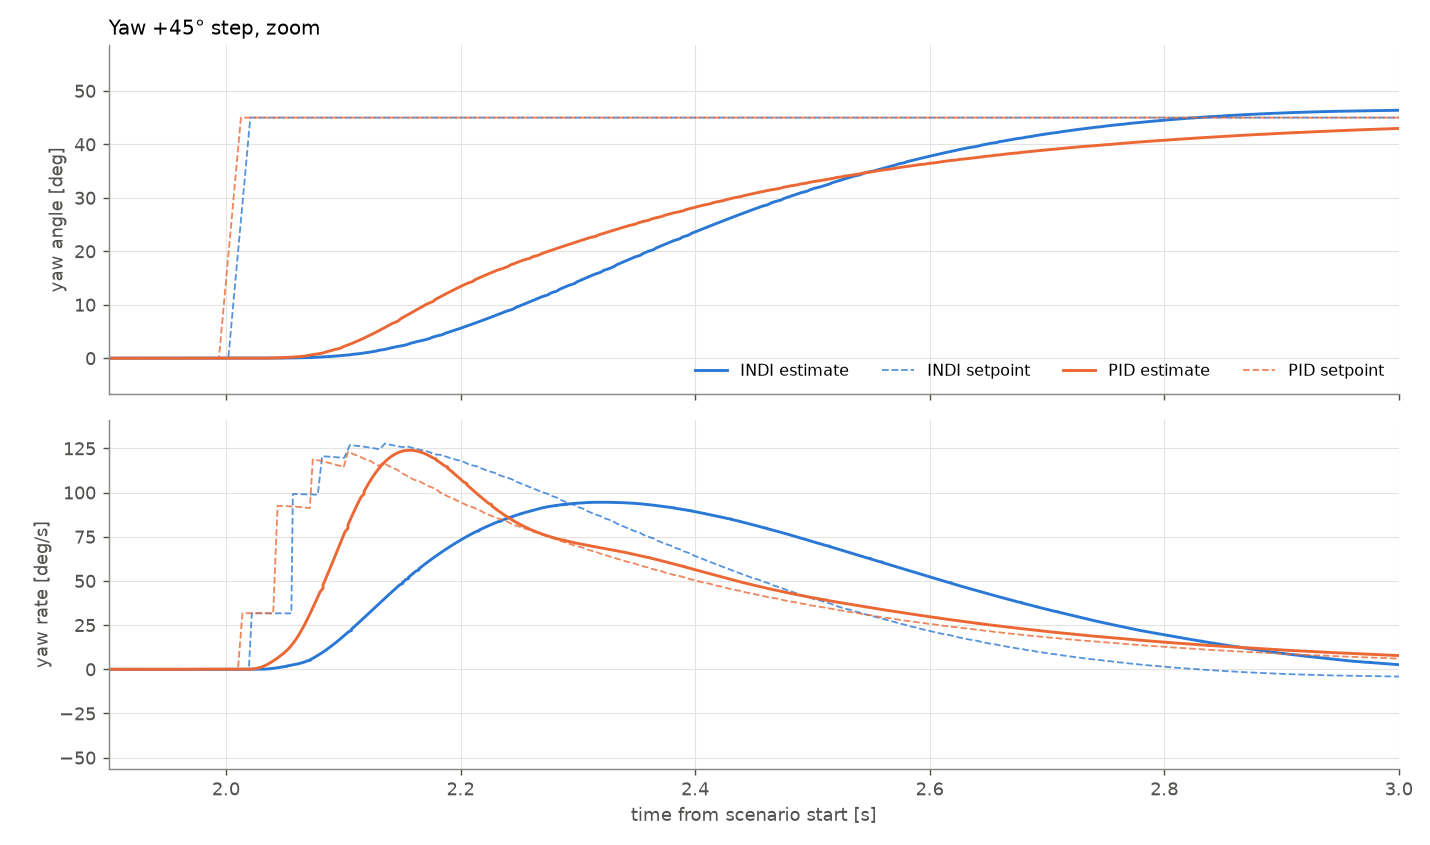 Yaw +45° step, zoom
yaw angle [deg]
50
40
30
20
10
0
INDI estimate
INDI setpoint
PID estimate
PID setpoint
yaw rate [deg/s]
125
100
75
50
25
0
−25
−50
2.0
2.2
2.4
2.6
2.8
3.0
time from scenario start [s]